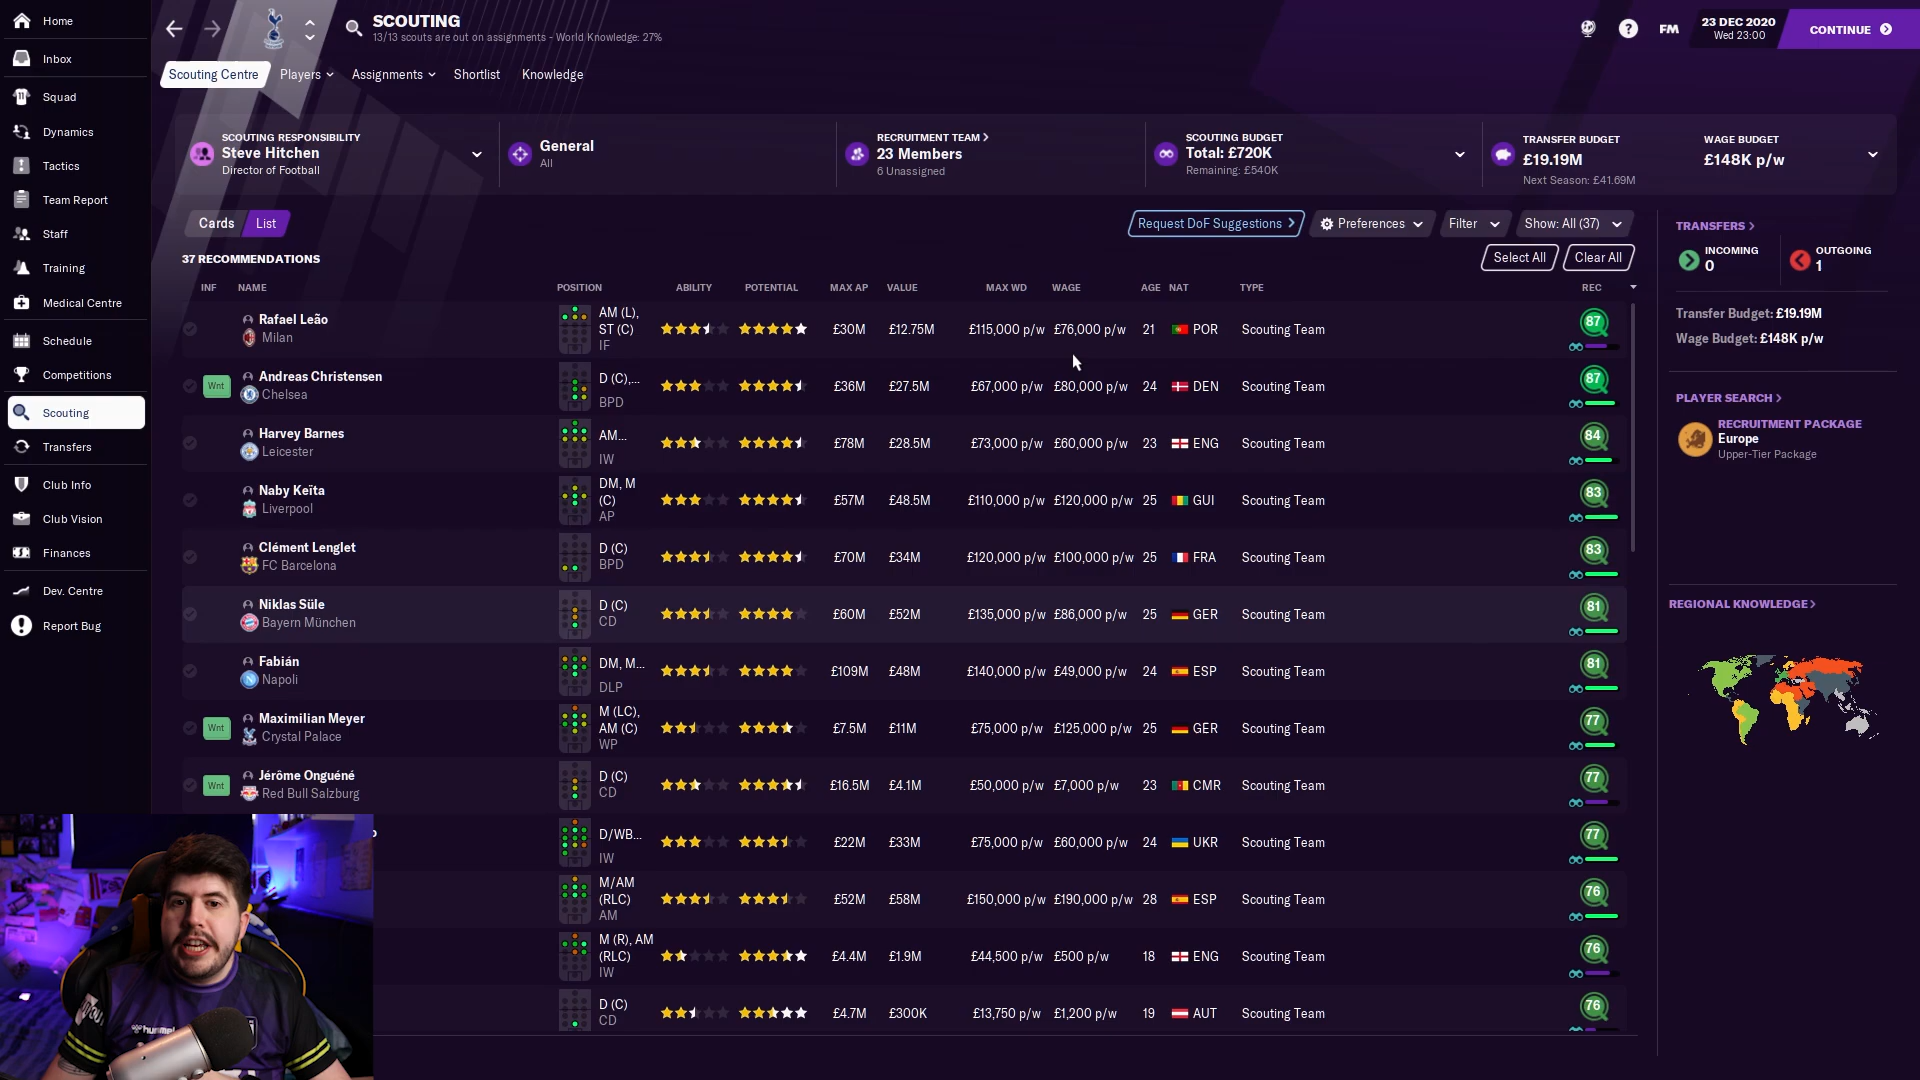 Home
Inbox
Squad
Dynamics
Tactics
Team Report
Staff
Training
Medical Centre
Schedule
Competitions
Scouting
Transfers
Club Info
Club Vision
Finances
Dev. Centre
Report Bug
SCOUTING
13/13 scouts are out on assignments - World Knowledge: 27%
FM
23 DEC 2020
Wed 23:00
CONTINUE
Scouting Centre Players Assignments Shortlist Knowledge
SCOUTING RESPONSIBILITY
Steve Hitchen
Director of Football
General
All
RECRUITMENT TEAM >
23 Members
6 Unassigned
SCOUTING BUDGET
Total: £720K
Remaining: £540K
TRANSFER BUDGET
£19.19M
Next Season: £41.69M
WAGE BUDGET
£148K p/w
Cards List
Request DoF Suggestions > Preferences Filter Show: All (37)
37 RECOMMENDATIONS
Select All Clear All
INF NAME POSITION ABILITY POTENTIAL MAX AP VALUE MAX WD WAGE AGE NAT TYPE REC
Rafael Leão
Milan
AM (L),
ST (C)
IF
£30M £12.75M £115,000 p/w £76,000 p/w 21 POR Scouting Team 87
Wnt Andreas Christensen
Chelsea
D (C),...
BPD
£36M £27.5M £67,000 p/w £80,000 p/w 24 DEN Scouting Team 87
Harvey Barnes
Leicester
AM...
IW
£78M £28.5M £73,000 p/w £60,000 p/w 23 ENG Scouting Team 84
Naby Keïta
Liverpool
DM, M
(C)
AP
£57M £48.5M £110,000 p/w £120,000 p/w 25 GUI Scouting Team 83
Clément Lenglet
FC Barcelona
D (C)
BPD
£70M £34M £120,000 p/w £100,000 p/w 25 FRA Scouting Team 83
Niklas Süle
Bayern München
D (C)
CD
£60M £52M £135,000 p/w £86,000 p/w 25 GER Scouting Team 81
Fabián
Napoli
DM, M...
DLP
£109M £48M £140,000 p/w £49,000 p/w 24 ESP Scouting Team 81
Wnt Maximilian Meyer
Crystal Palace
M (LC),
AM (C)
WP
£7.5M £11M £75,000 p/w £125,000 p/w 25 GER Scouting Team 77
Wnt Jérôme Onguéné
Red Bull Salzburg
D (C)
CD
£16.5M £4.1M £50,000 p/w £7,000 p/w 23 CMR Scouting Team 77
D/WB...
IW
£22M £33M £75,000 p/w £60,000 p/w 24 UKR Scouting Team 77
M/AM
(RLC)
AM
£52M £58M £150,000 p/w £190,000 p/w 28 ESP Scouting Team 76
M (R), AM
(RLC)
IW
£4.4M £1.9M £44,500 p/w £500 p/w 18 ENG Scouting Team 76
D (C)
CD
£4.7M £300K £13,750 p/w £1,200 p/w 19 AUT Scouting Team 76
TRANSFERS >
INCOMING
0
OUTGOING
1
Transfer Budget: £19.19M
Wage Budget: £148K p/w
PLAYER SEARCH >
RECRUITMENT PACKAGE
Europe
Upper-Tier Package
REGIONAL KNOWLEDGE >
hummel